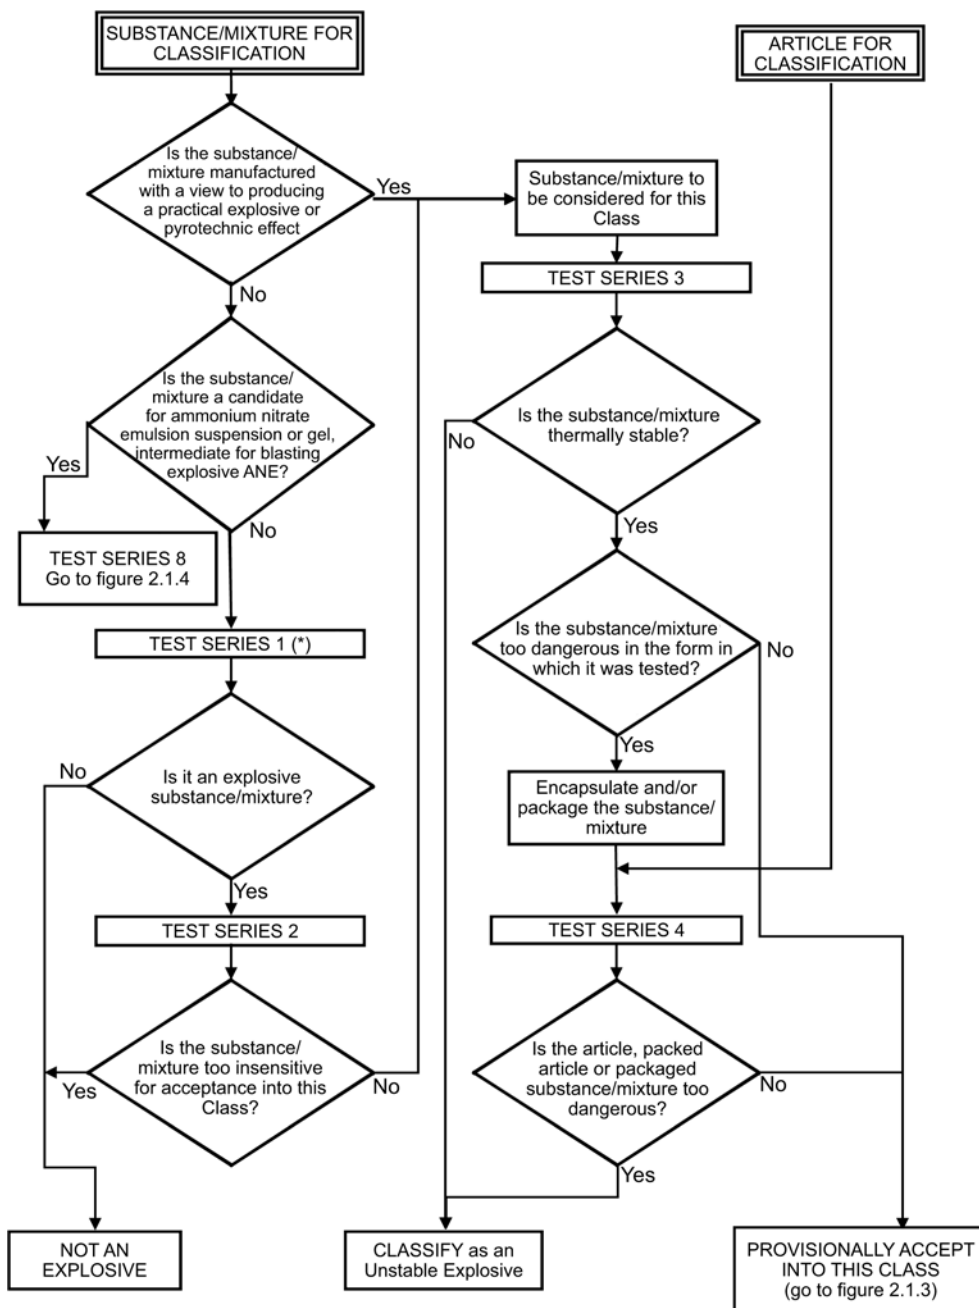 SUBSTANCE/MIXTURE FOR
CLASSIFICATION
ARTICLE FOR
CLASSIFICATION
Is the substance/
mixture manufactured
with a view to producing
a practical explosive or
pyrotechnic effect
Yes
No
Substance/mixture to
be considered for this
Class
TEST SERIES 3
Is the substance/
mixture a candidate
for ammonium nitrate
emulsion suspension or gel,
intermediate for blasting
explosive ANE?
Yes
No
Is the substance/mixture
thermally stable?
No
Yes
TEST SERIES 8
Go to figure 2.1.4
TEST SERIES 1 (*)
Is the substance/mixture
too dangerous in the form in
which it was tested?
No
Yes
Is it an explosive
substance/mixture?
No
Yes
Encapsulate and/or
package the substance/
mixture
TEST SERIES 2
TEST SERIES 4
Is the substance/
mixture too insensitive
for acceptance into this
Class?
Yes
No
Is the article, packed
article or packaged
substance/mixture too
dangerous?
No
Yes
NOT AN
EXPLOSIVE
CLASSIFY as an
Unstable Explosive
PROVISIONALLY ACCEPT
INTO THIS CLASS
(go to figure 2.1.3)